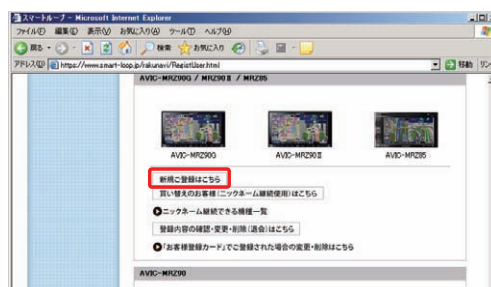 スマートループ - Microsoft Internet Explorer
ファイル(F) 編集(E) 表示(V) お気に入り(A) ツール(T) ヘルプ(H)
戻る 検索 お気に入り
アドレス(D) https://www.smart-loop.jp/rakunavi/RegistUser.html 移動 リン
AVIC-MRZ90G / MRZ90Ⅱ / MRZ85
AVIC-MRZ90G AVIC-MRZ90Ⅱ AVIC-MRZ85
新規ご登録はこちら
買い替えのお客様(ニックネーム継続使用)はこちら
ニックネーム継続できる機種一覧
登録内容の確認・変更・削除(退会)はこちら
「お客様登録カード」でご登録された場合の変更・削除はこちら
AVIC-MRZ90